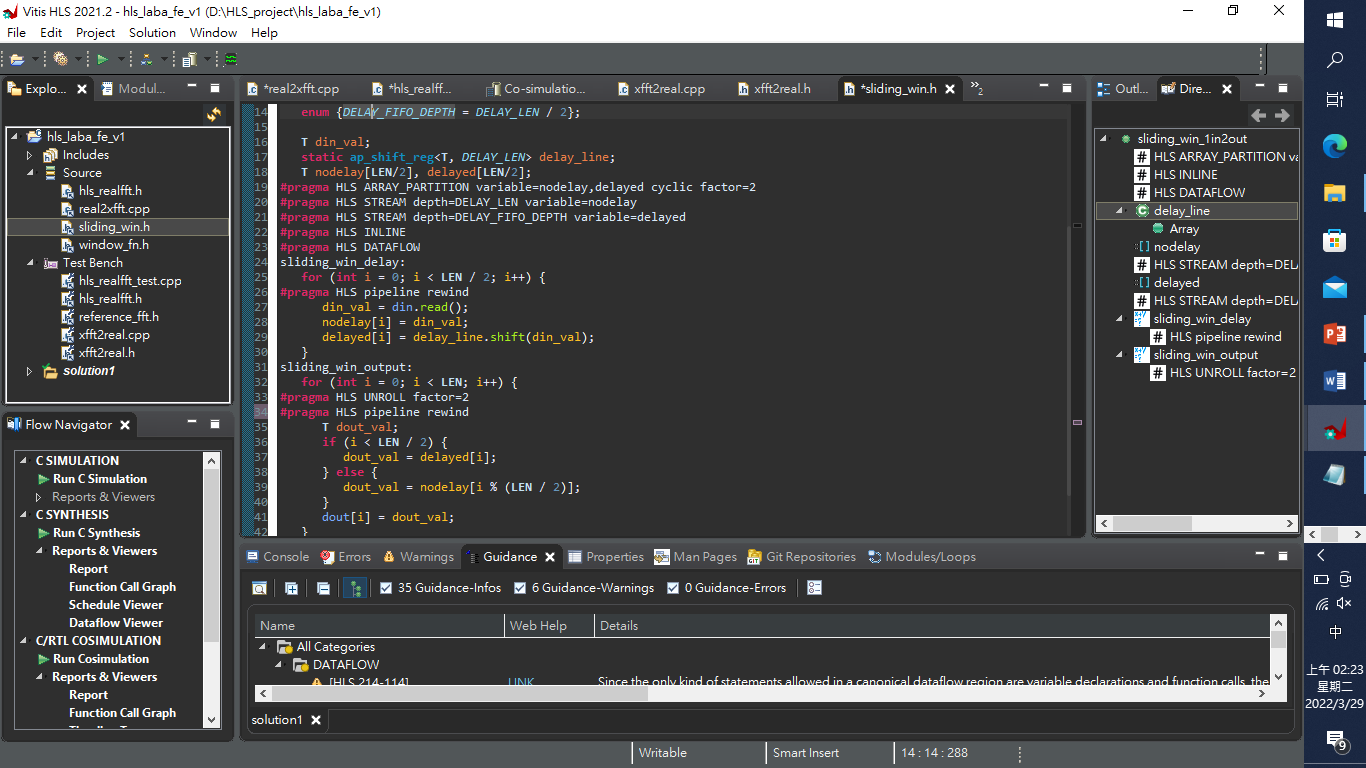 Vitis HLS 2021.2 - hls_laba_fe_v1 (D:\HLS_project\hls_laba_fe_v1)
File Edit Project Solution Window Help
Explo...
Modul...
hls_laba_fe_v1
Includes
Source
hls_realfft.h
real2xfft.cpp
sliding_win.h
window_fn.h
Test Bench
hls_realfft_test.cpp
hls_realfft.h
reference_fft.h
xfft2real.cpp
xfft2real.h
solution1
Flow Navigator
C SIMULATION
Run C Simulation
Reports & Viewers
C SYNTHESIS
Run C Synthesis
Reports & Viewers
Report
Function Call Graph
Schedule Viewer
Dataflow Viewer
C/RTL COSIMULATION
Run Cosimulation
Reports & Viewers
Report
Function Call Graph
*real2xfft.cpp *hls_realff... Co-simulatio... xfft2real.cpp xfft2real.h *sliding_win.h »2
14 enum {DELAY_FIFO_DEPTH = DELAY_LEN / 2};
15
16 T din_val;
17 static ap_shift_reg<T, DELAY_LEN> delay_line;
18 T nodelay[LEN/2], delayed[LEN/2];
19 #pragma HLS ARRAY_PARTITION variable=nodelay,delayed cyclic factor=2
20 #pragma HLS STREAM depth=DELAY_LEN variable=nodelay
21 #pragma HLS STREAM depth=DELAY_FIFO_DEPTH variable=delayed
22 #pragma HLS INLINE
23 #pragma HLS DATAFLOW
24 sliding_win_delay:
25 for (int i = 0; i < LEN / 2; i++) {
26 #pragma HLS pipeline rewind
27 din_val = din.read();
28 nodelay[i] = din_val;
29 delayed[i] = delay_line.shift(din_val);
30 }
31 sliding_win_output:
32 for (int i = 0; i < LEN; i++) {
33 #pragma HLS UNROLL factor=2
34 #pragma HLS pipeline rewind
35 T dout_val;
36 if (i < LEN / 2) {
37 dout_val = delayed[i];
38 } else {
39 dout_val = nodelay[i % (LEN / 2)];
40 }
41 dout[i] = dout_val;
42 }
Outl... Dire...
sliding_win_1in2out
HLS ARRAY_PARTITION va
HLS INLINE
HLS DATAFLOW
delay_line
Array
nodelay
HLS STREAM depth=DELA
delayed
HLS STREAM depth=DELA
sliding_win_delay
HLS pipeline rewind
sliding_win_output
HLS UNROLL factor=2
Console Errors Warnings Guidance Properties Man Pages Git Repositories Modules/Loops
35 Guidance-Infos 6 Guidance-Warnings 0 Guidance-Errors
Name Web Help Details
All Categories
DATAFLOW
[HLS 214-114] LINK Since the only kind of statements allowed in a canonical dataflow region are variable declarations and function calls, the
solution1
Writable Smart Insert 14 : 14 : 288
中
上午 02:23
星期二
2022/3/29
9